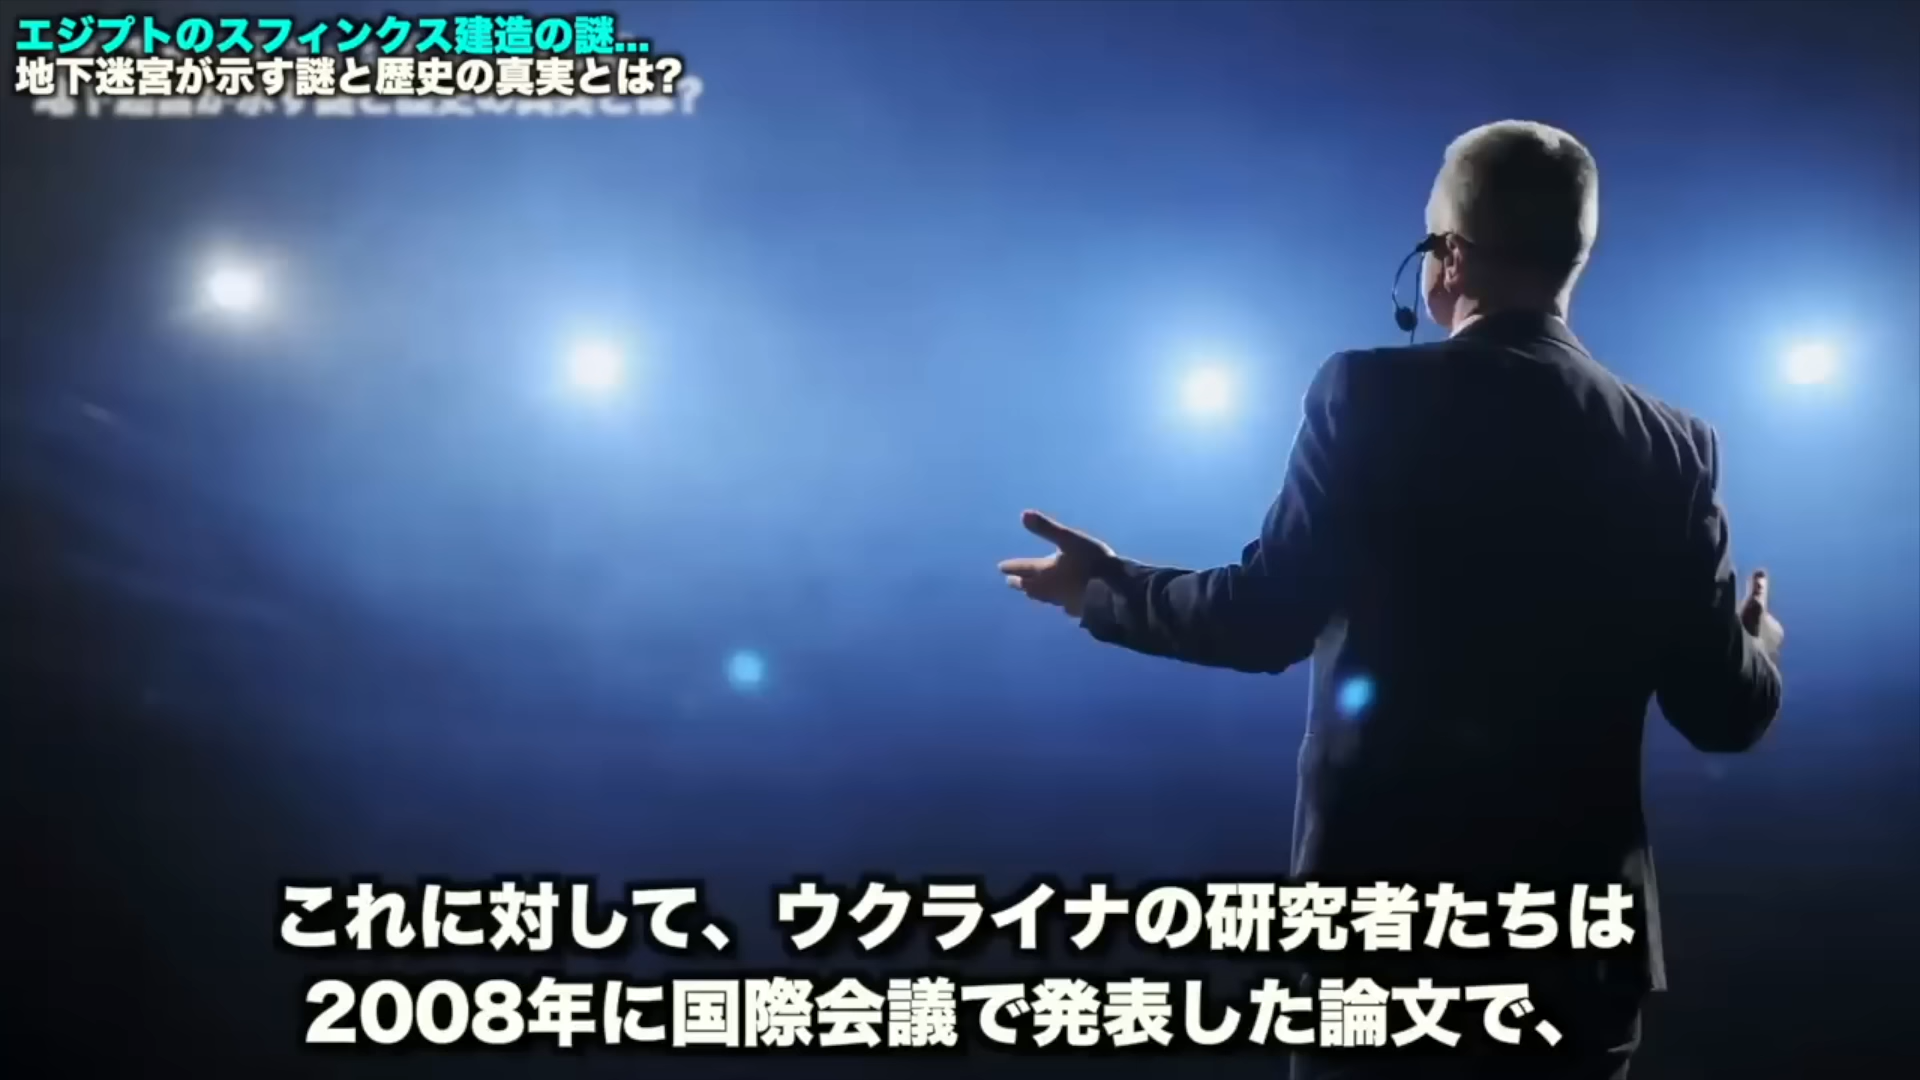 エジプトのスフィンクス建造の謎...
地下迷宮が示す謎と歴史の真実とは?
これに対して、ウクライナの研究者たちは
2008年に国際会議で発表した論文で、